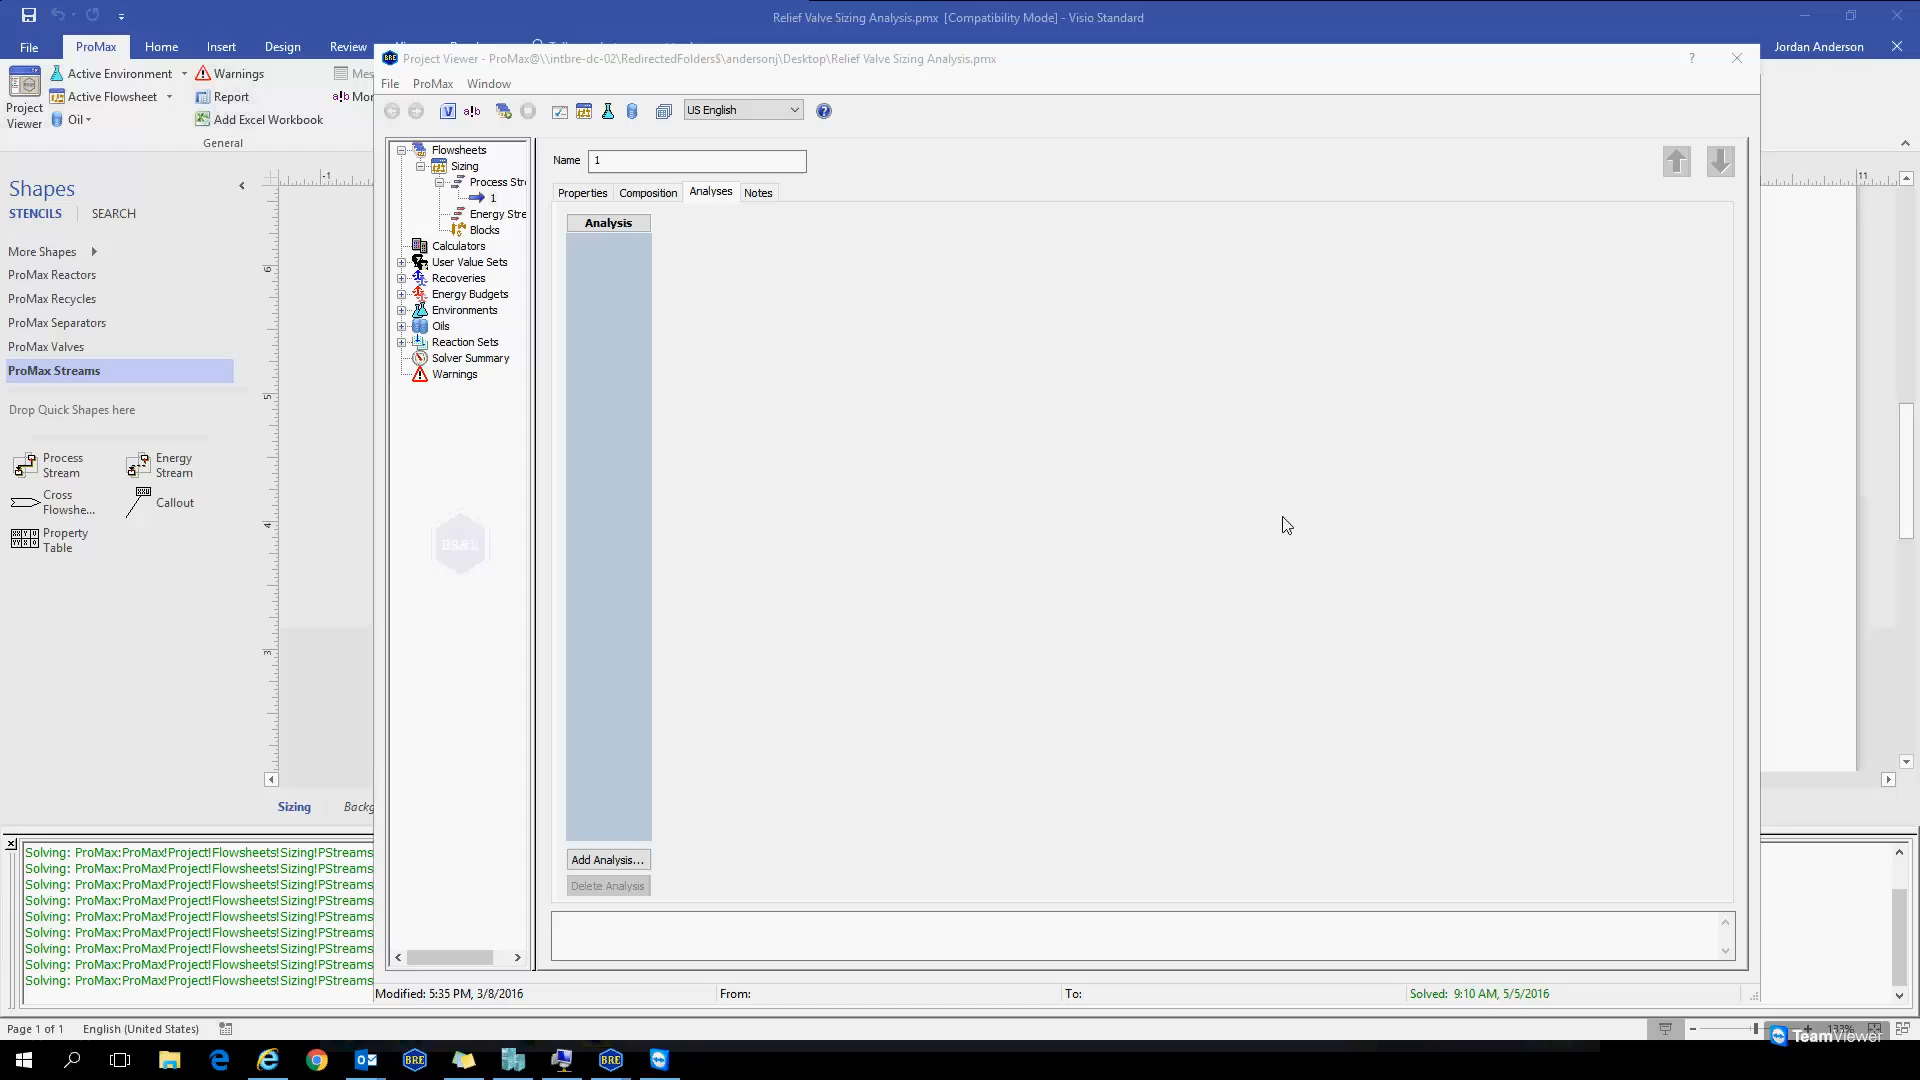 Relief Valve Sizing Analysis.pmx  [Compatibility Mode] - Visio Standard
File
ProMax
Home
Insert
Design
Review
Jordan Anderson
Project Viewer
Active Environment
Active Flowsheet
Oil
Warnings
Report
Add Excel Workbook
General
Project Viewer - ProMax@\\intbre-dc-02\RedirectedFolders$\andersonj\Desktop\Relief Valve Sizing Analysis.pmx
File
ProMax
Window
US English
Flowsheets
Sizing
Process Str
1
Energy Stre
Blocks
Calculators
User Value Sets
Recoveries
Energy Budgets
Environments
Oils
Reaction Sets
Solver Summary
Warnings
Name
1
Properties
Composition
Analyses
Notes
Analysis
Add Analysis...
Delete Analysis
Modified: 5:35 PM, 3/8/2016
From:
To:
Solved:  9:10 AM, 5/5/2016
Shapes
STENCILS
SEARCH
More Shapes
ProMax Reactors
ProMax Recycles
ProMax Separators
ProMax Valves
ProMax Streams
Drop Quick Shapes here
Process Stream
Energy Stream
Cross Flowshe...
Callout
Property Table
-1
11
6
5
4
3
Sizing
Backg
Solving:  ProMax:ProMax!Project!Flowsheets!Sizing!PStreams
Solving:  ProMax:ProMax!Project!Flowsheets!Sizing!PStreams
Solving:  ProMax:ProMax!Project!Flowsheets!Sizing!PStreams
Solving:  ProMax:ProMax!Project!Flowsheets!Sizing!PStreams
Solving:  ProMax:ProMax!Project!Flowsheets!Sizing!PStreams
Solving:  ProMax:ProMax!Project!Flowsheets!Sizing!PStreams
Solving:  ProMax:ProMax!Project!Flowsheets!Sizing!PStreams
Solving:  ProMax:ProMax!Project!Flowsheets!Sizing!PStreams
Solving:  ProMax:ProMax!Project!Flowsheets!Sizing!PStreams
Page 1 of 1
English (United States)
TeamViewer